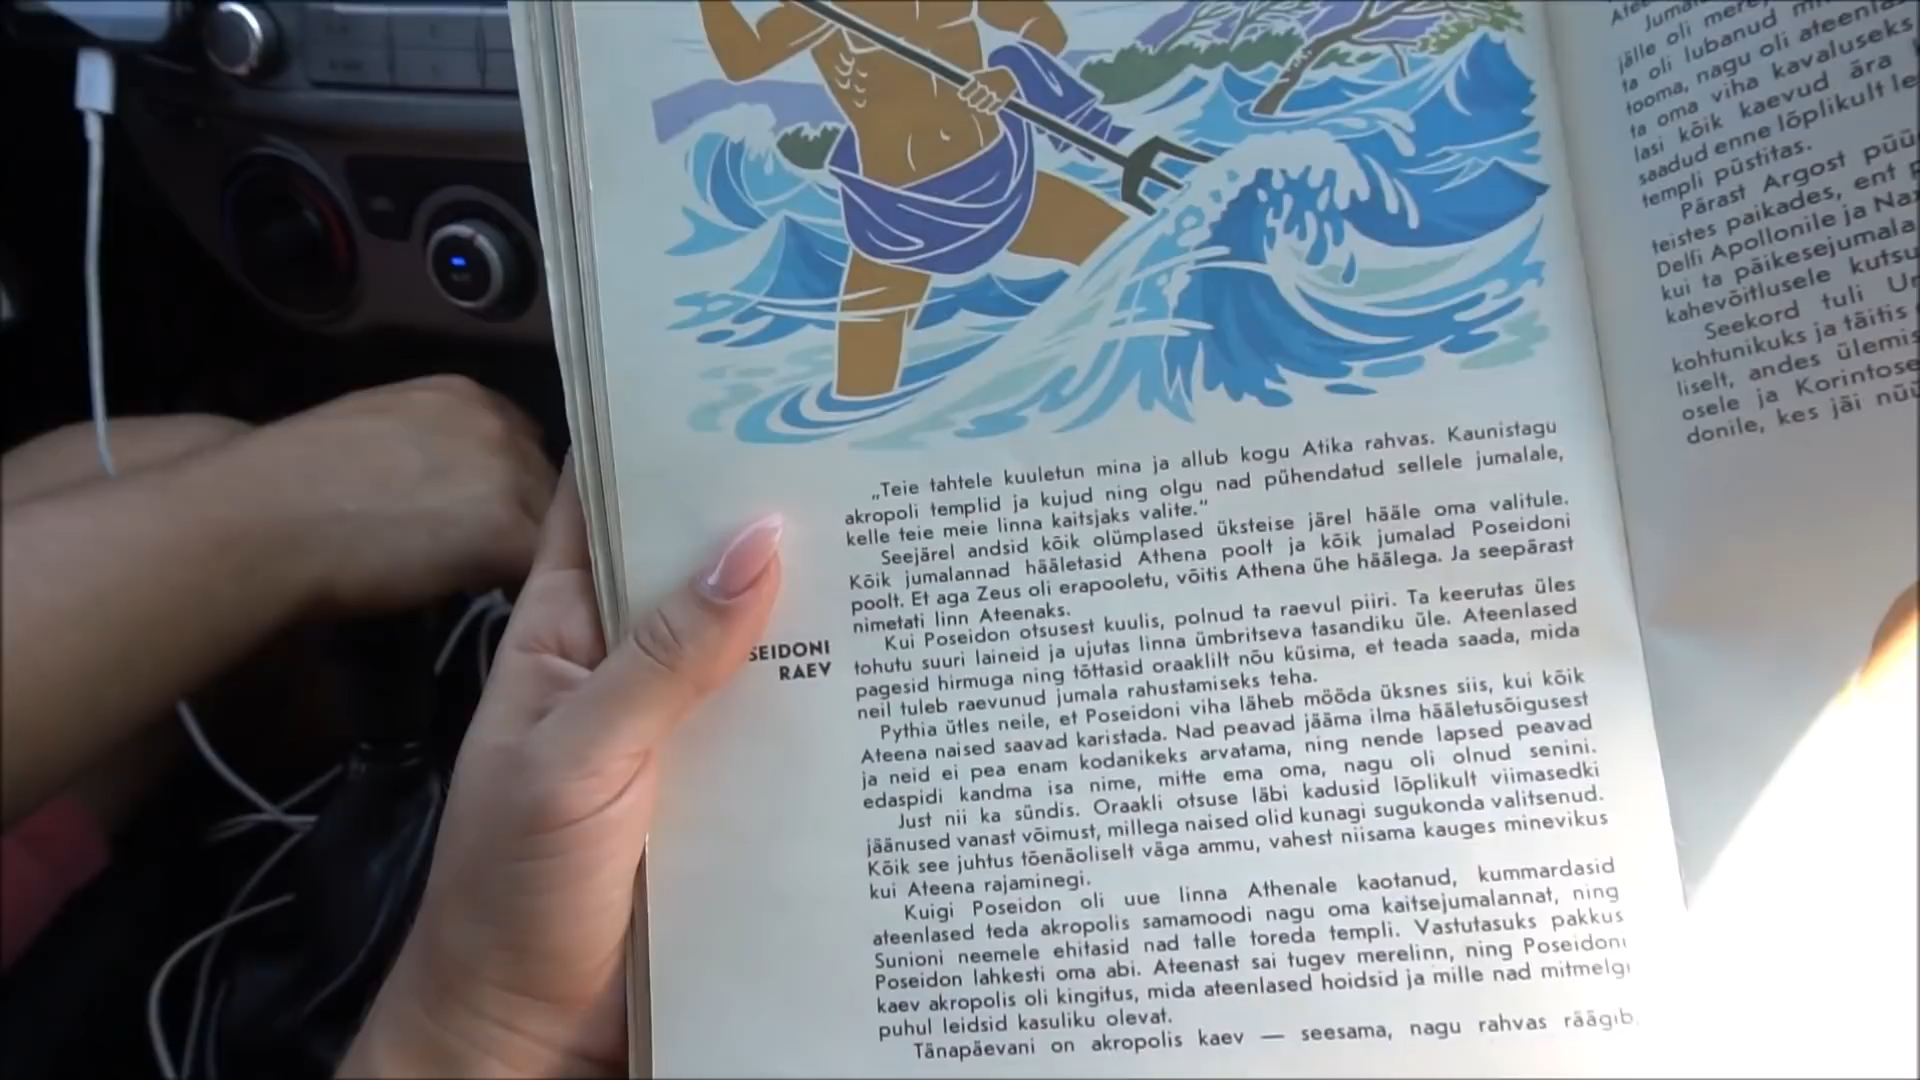 „Teie tahtele kuuletun mina ja allub kogu Atika rahvas. Kaunistagu
akropoli templid ja kujud ning olgu nad pühendatud sellele jumalale,
kelle teie meie linna kaitsjaks valite.”
Seejärel andsid kõik olümplased üksteise järel hääle oma valitule.
Kõik jumalannad hääletasid Athena poolt ja kõik jumalad Poseidoni
poolt. Et aga Zeus oli erapooletu, võitis Athena ühe häälega. Ja seepärast
nimetati linn Ateenaks.
SEIDONI
RAEV
Kui Poseidon otsusest kuulis, polnud ta raevul piiri. Ta keerutas üles
tohutu suuri laineid ja ujutas linna ümbritseva tasandiku üle. Ateenlased
pagesid hirmuga ning tõttasid oraaklilt nõu küsima, et teada saada, mida
neil tuleb raevunud jumala rahustamiseks teha.
Pythia ütles neile, et Poseidoni viha läheb mööda üksnes siis, kui kõik
Ateena naised saavad karistada. Nad peavad jääma ilma hääletusõigusest
ja neid ei pea enam kodanikeks arvatama, ning nende lapsed peavad
edaspidi kandma isa nime, mitte ema oma, nagu oli olnud senini.
Just nii ka sündis. Oraakli otsuse läbi kadusid lõplikult viimasedki
jäänused vanast võimust, millega naised olid kunagi sugukonda valitsenud.
Kõik see juhtus tõenäoliselt väga ammu, vahest niisama kauges minevikus
kui Ateena rajaminegi.
Kuigi Poseidon oli uue linna Athenale kaotanud, kummardasid
ateenlased teda akropolis samamoodi nagu oma kaitsejumalannat, ning
Sunioni neemele ehitasid nad talle toreda templi. Vastutasuks pakkus
Poseidon lahkesti oma abi. Ateenast sai tugev merelinn, ning Poseidoni
kaev akropolis oli kingitus, mida ateenlased hoidsid ja mille nad mitmelgi
puhul leidsid kasuliku olevat.
Tänapäevani on akropolis kaev — seesama, nagu rahvas räägib,
jälle oli
ta oli lubanud
tooma, nagu oli
ta oma viha kavaluseks
lasi kõik kaevud ära
saadud enne lõplikult
templi püstitas.
Pärast Argost
teistes paikades, ent
Delfi Apollonile ja
kui ta päikesejumala
kahevõitlusele
Seekord tuli
kohtunikuks ja täitis
liselt, andes
osele ja
donile, kes jäi